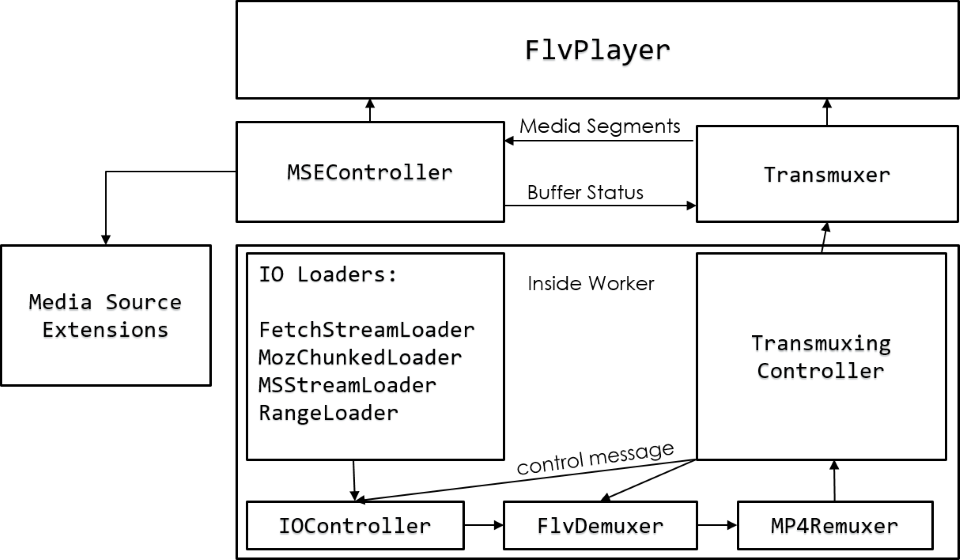 FlvPlayer
Media Segments
MSEController
Transmuxer
Buffer Status
Media Source
Extensions
IO Loaders:
FetchStreamLoader
MozChunkedLoader
MSStreamLoader
RangeLoader
Inside Worker
Transmuxing
Controller
control message
IOController
FlvDemuxer
MP4Remuxer